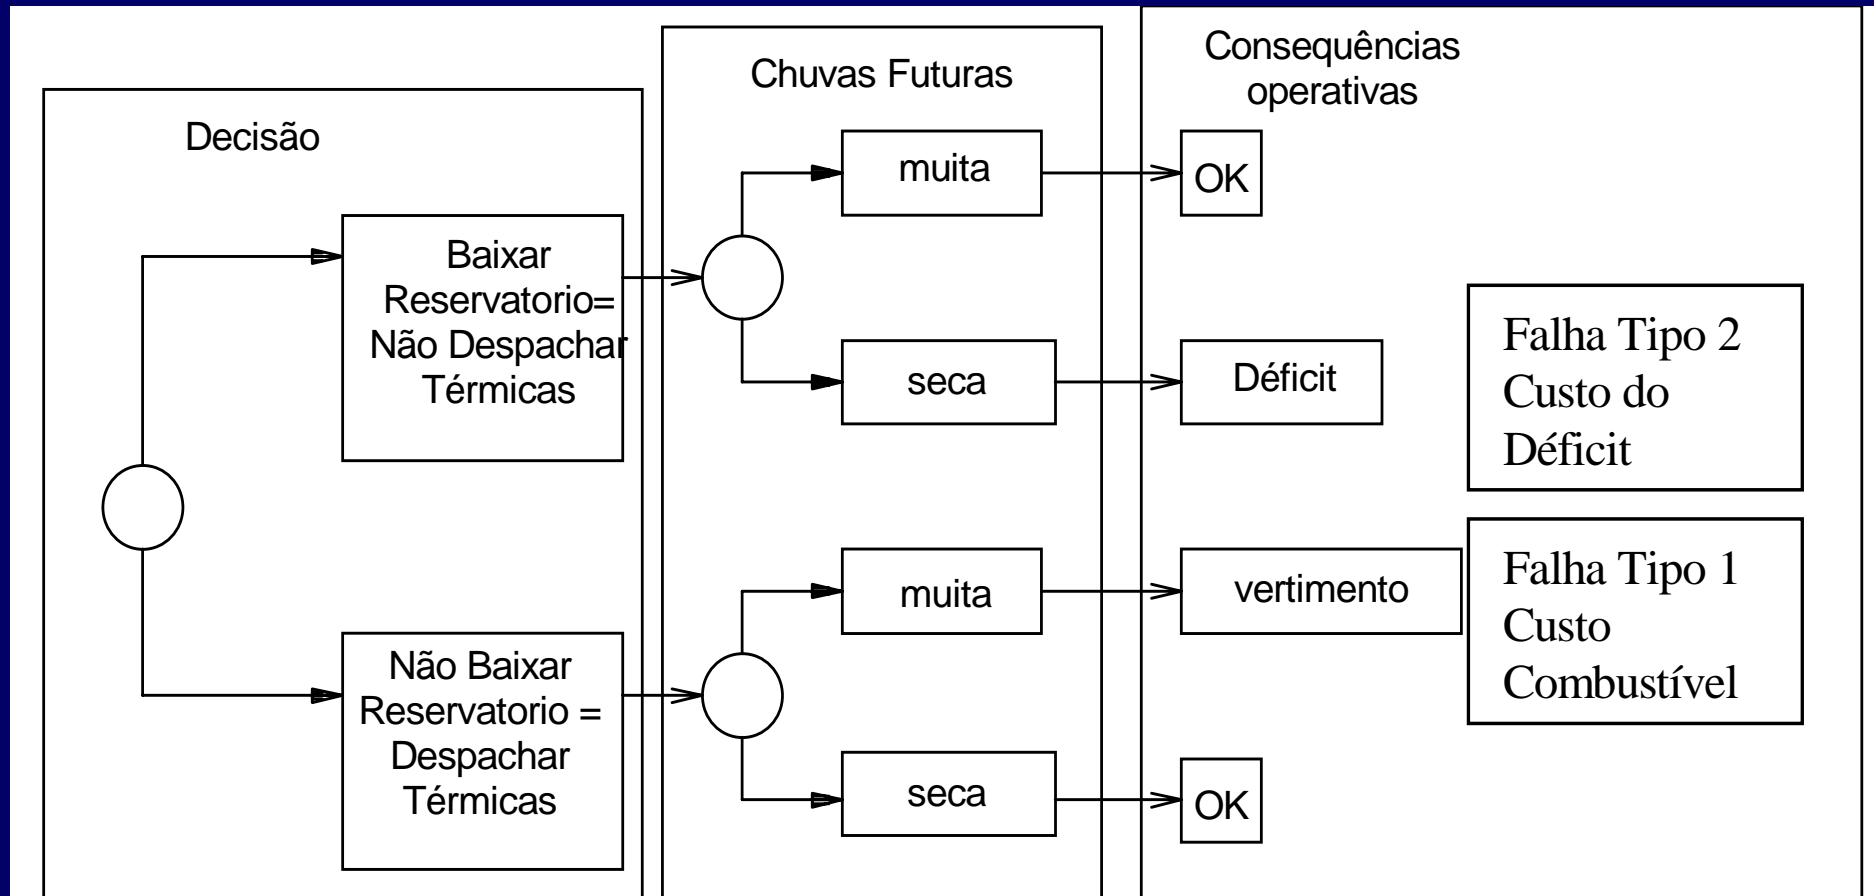 Decisão
Baixar
Reservatorio=
Não Despachar
Térmicas
Não Baixar
Reservatorio =
Despachar
Térmicas
Chuvas Futuras
muita
seca
muita
seca
Consequências
operativas
OK
Déficit
vertimento
OK
Falha Tipo 2
Custo do
Déficit
Falha Tipo 1
Custo
Combustível